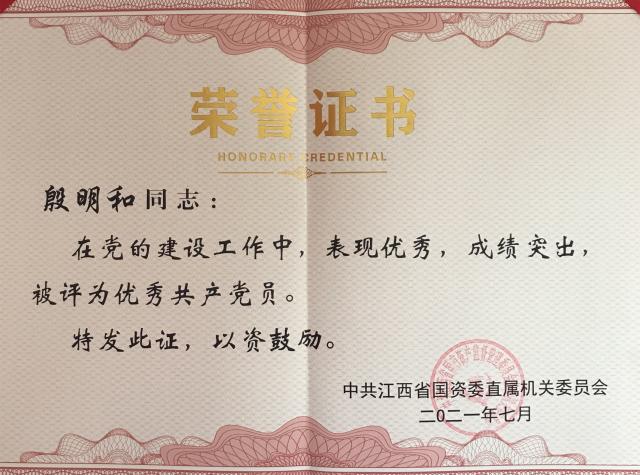 荣誉证书
HONORARY CREDENTIAL
殷明和同志：
在党的建设工作中，表现优秀，成绩突出，
被评为优秀共产党员。
特发此证，以资鼓励。
中共江西省国资委直属机关委员会
二〇二一年七月